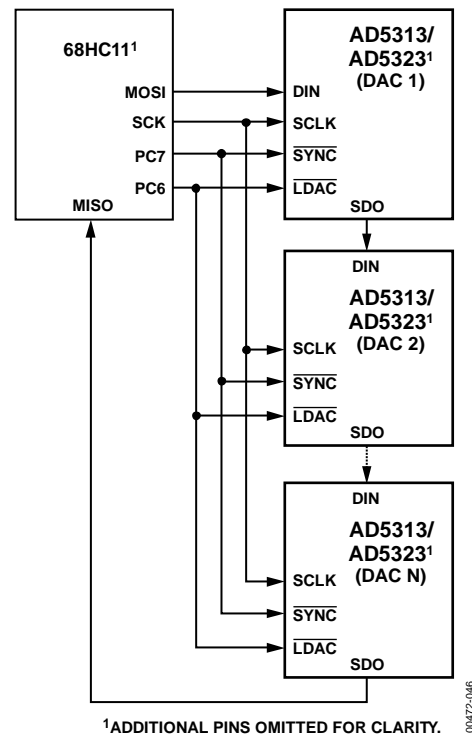 68HC11¹
MOSI
SCK
PC7
PC6
MISO
AD5313/
AD5323¹
(DAC 1)
DIN
SCLK
SYNC
LDAC
SDO
DIN
AD5313/
AD5323¹
(DAC 2)
SCLK
SYNC
LDAC
SDO
DIN
AD5313/
AD5323¹
(DAC N)
SCLK
SYNC
LDAC
SDO
¹ADDITIONAL PINS OMITTED FOR CLARITY.
00472-046